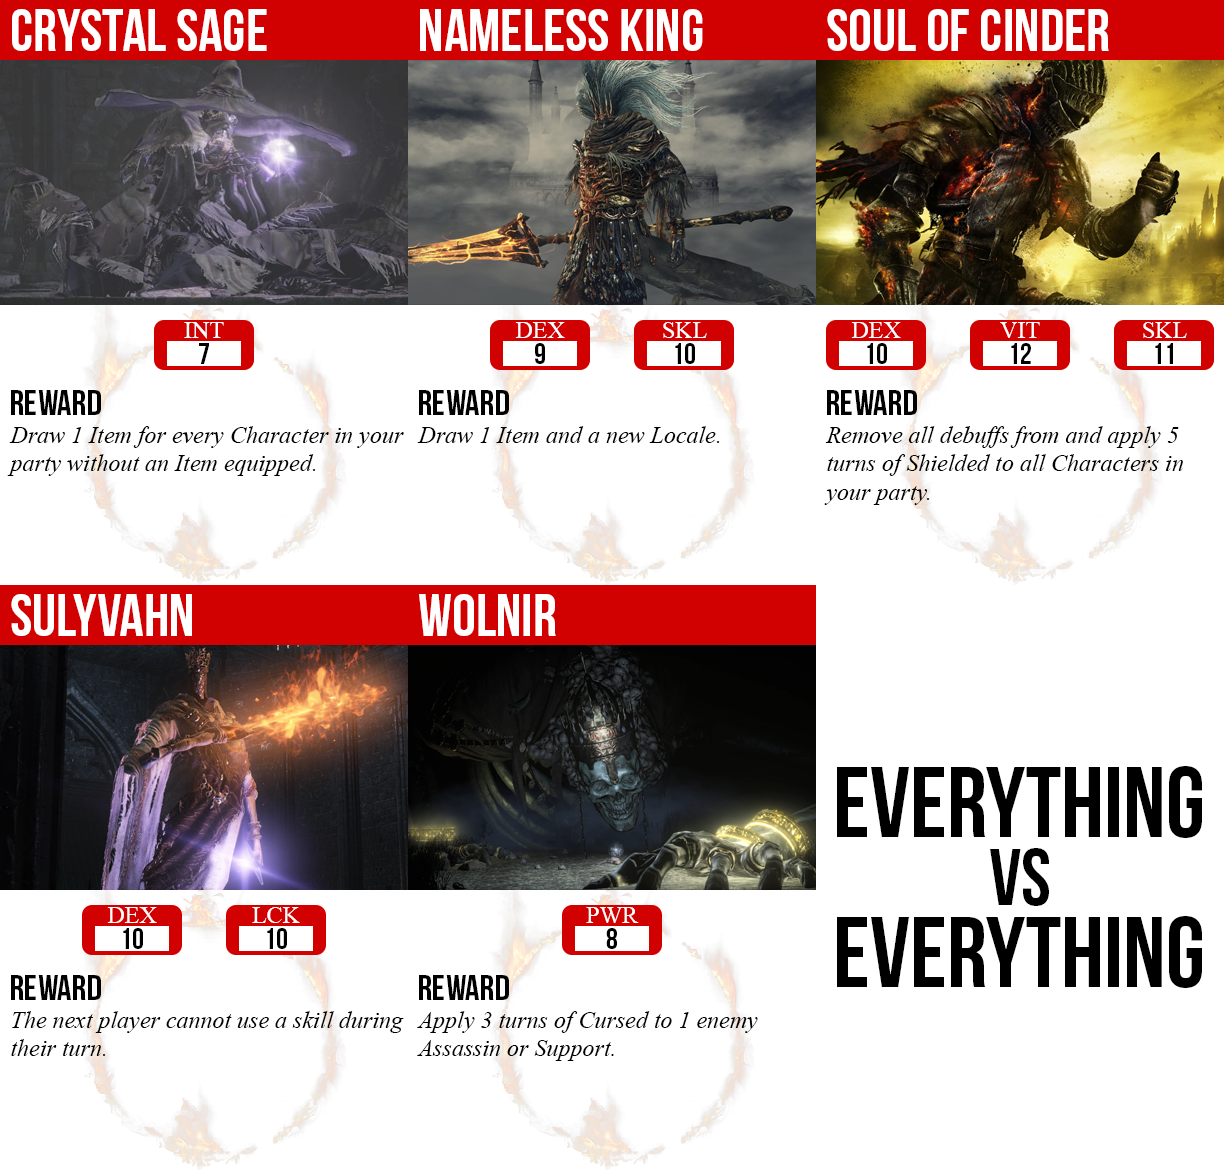 CRYSTAL SAGE
INT
7
REWARD
Draw 1 Item for every Character in your
party without an Item equipped.
NAMELESS KING
DEX
9
SKL
10
REWARD
Draw 1 Item and a new Locale.
SOUL OF CINDER
DEX
10
VIT
12
SKL
11
REWARD
Remove all debuffs from and apply 5
turns of Shielded to all Characters in
your party.
SULYVAHN
DEX
10
LCK
10
REWARD
The next player cannot use a skill during
their turn.
WOLNIR
PWR
8
REWARD
Apply 3 turns of Cursed to 1 enemy
Assassin or Support.
EVERYTHING
VS
EVERYTHING